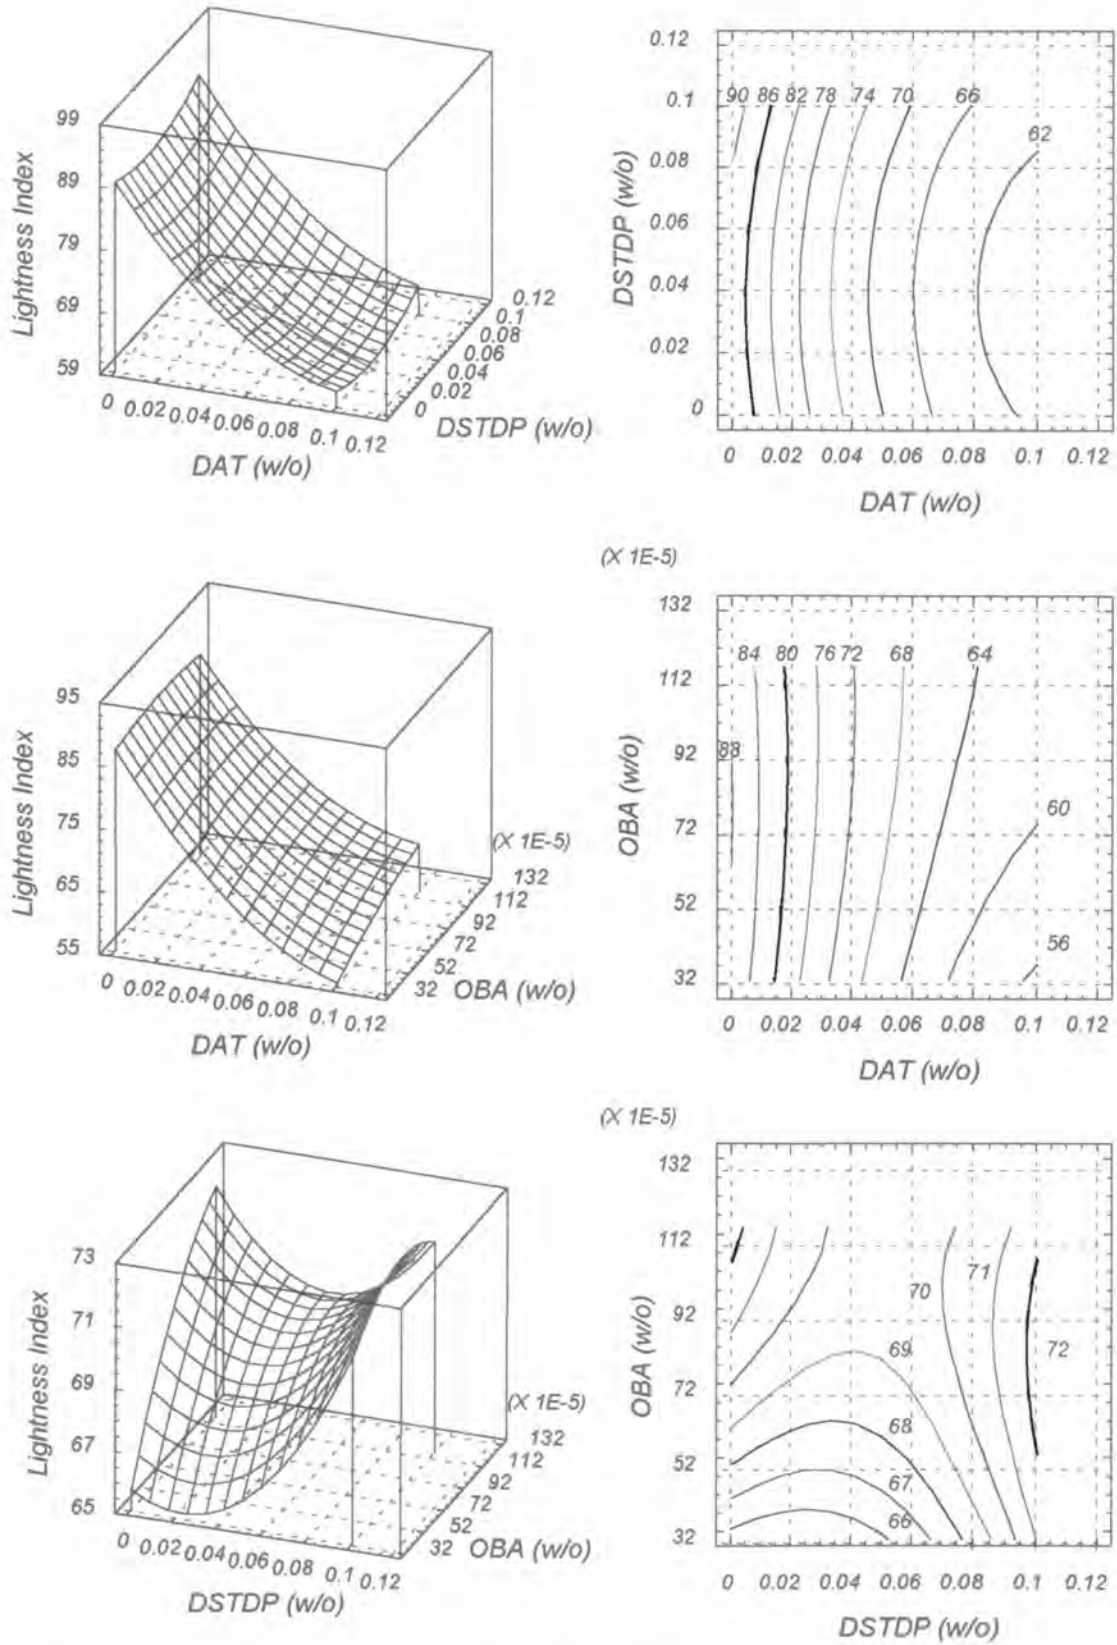 Lightness Index
99
89
79
69
59
0 0.02 0.04 0.06 0.08 0.1 0.12
DAT (w/o)
0 0.02 0.04 0.06 0.08 0.1 0.12
DSTDP (w/o)
DSTDP (w/o)
0.12
0.1
0.08
0.06
0.04
0.02
0
90 86 82 78 74 70 66
62
0 0.02 0.04 0.06 0.08 0.1 0.12
DAT (w/o)
Lightness Index
95
85
75
65
55
0 0.02 0.04 0.06 0.08 0.1 0.12
DAT (w/o)
(X 1E-5)
32 52 72 92 112 132
OBA (w/o)
(X 1E-5)
OBA (w/o)
132
112
92
72
52
32
84 80 76 72 68 64
88
60
56
0 0.02 0.04 0.06 0.08 0.1 0.12
DAT (w/o)
Lightness Index
73
71
69
67
65
0 0.02 0.04 0.06 0.08 0.1 0.12
DSTDP (w/o)
(X 1E-5)
32 52 72 92 112 132
OBA (w/o)
(X 1E-5)
OBA (w/o)
132
112
92
72
52
32
70 71
69 72
68
67
66
0 0.02 0.04 0.06 0.08 0.1 0.12
DSTDP (w/o)